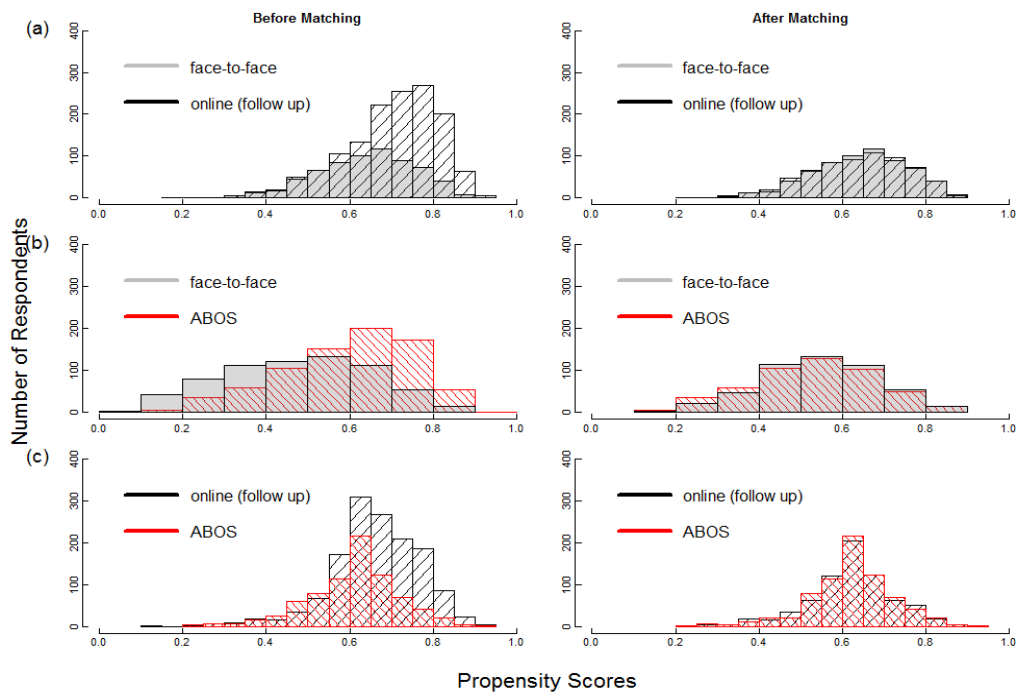 Before Matching
After Matching
(a)
400
300
200
100
0
face-to-face
online (follow up)
0.0 0.2 0.4 0.6 0.8 1.0
400
300
200
100
0
face-to-face
online (follow up)
0.0 0.2 0.4 0.6 0.8 1.0
Number of Respondents
(b)
400
300
200
100
0
face-to-face
ABOS
0.0 0.2 0.4 0.6 0.8 1.0
400
300
200
100
0
face-to-face
ABOS
0.0 0.2 0.4 0.6 0.8 1.0
(c)
400
300
200
100
0
online (follow up)
ABOS
0.0 0.2 0.4 0.6 0.8 1.0
400
300
200
100
0
online (follow up)
ABOS
0.0 0.2 0.4 0.6 0.8 1.0
Propensity Scores